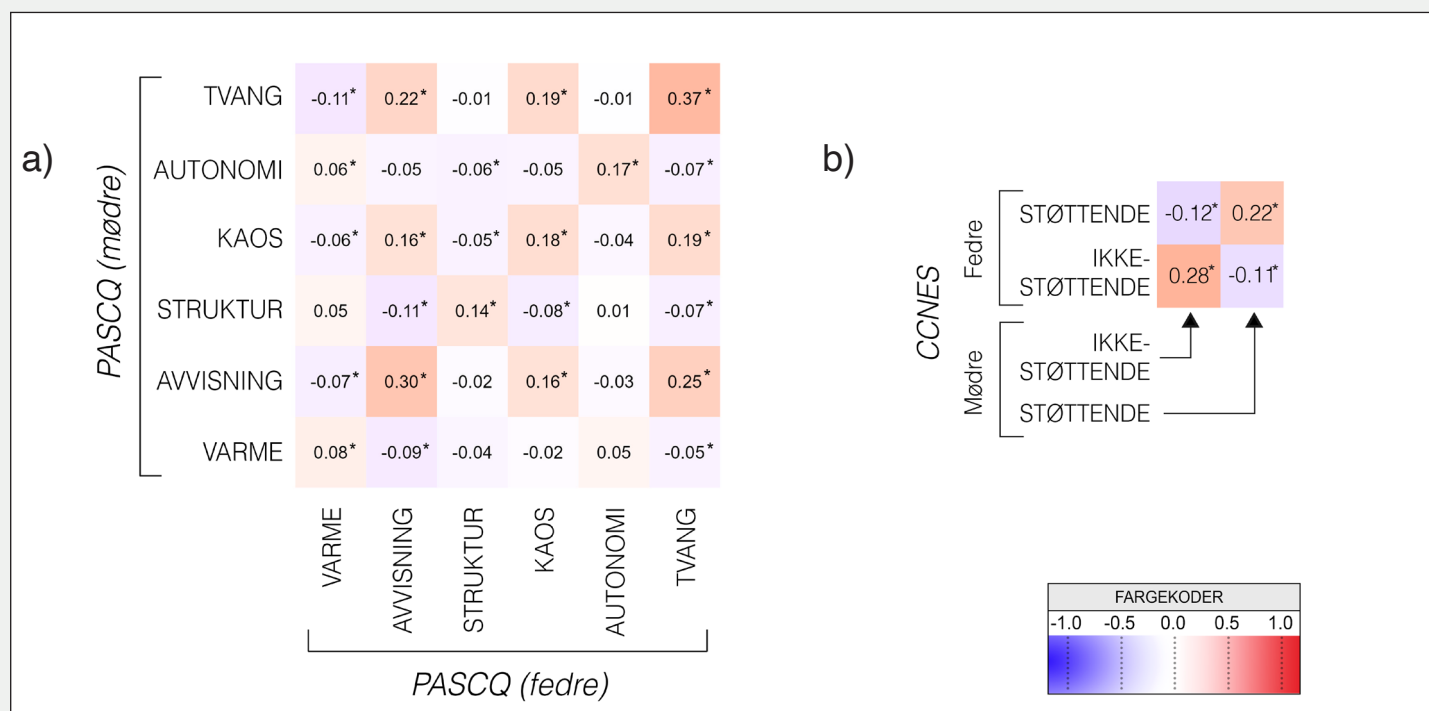 a)
PASCQ (mødre)
TVANG -0.11* 0.22* -0.01 0.19* -0.01 0.37*
AUTONOMI 0.06* -0.05 -0.06* -0.05 0.17* -0.07*
KAOS -0.06* 0.16* -0.05* 0.18* -0.04 0.19*
STRUKTUR 0.05 -0.11* 0.14* -0.08* 0.01 -0.07*
AVVISNING -0.07* 0.30* -0.02 0.16* -0.03 0.25*
VARME 0.08* -0.09* -0.04 -0.02 0.05 -0.05*
VARME
AVVISNING
STRUKTUR
KAOS
AUTONOMI
TVANG
PASCQ (fedre)
b)
CCNES
Fedre
STØTTENDE -0.12* 0.22*
IKKE-
STØTTENDE 0.28* -0.11*
Mødre
IKKE-
STØTTENDE
STØTTENDE
FARGEKODER
-1.0 -0.5 0.0 0.5 1.0